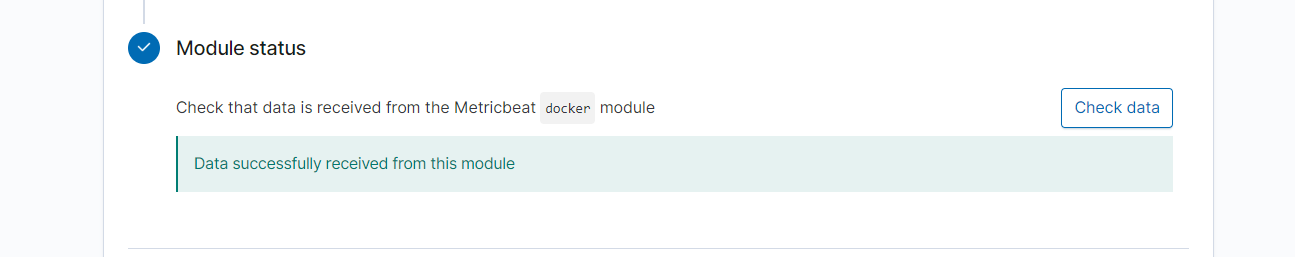 Module status
Check that data is received from the Metricbeat docker module
Check data
Data successfully received from this module